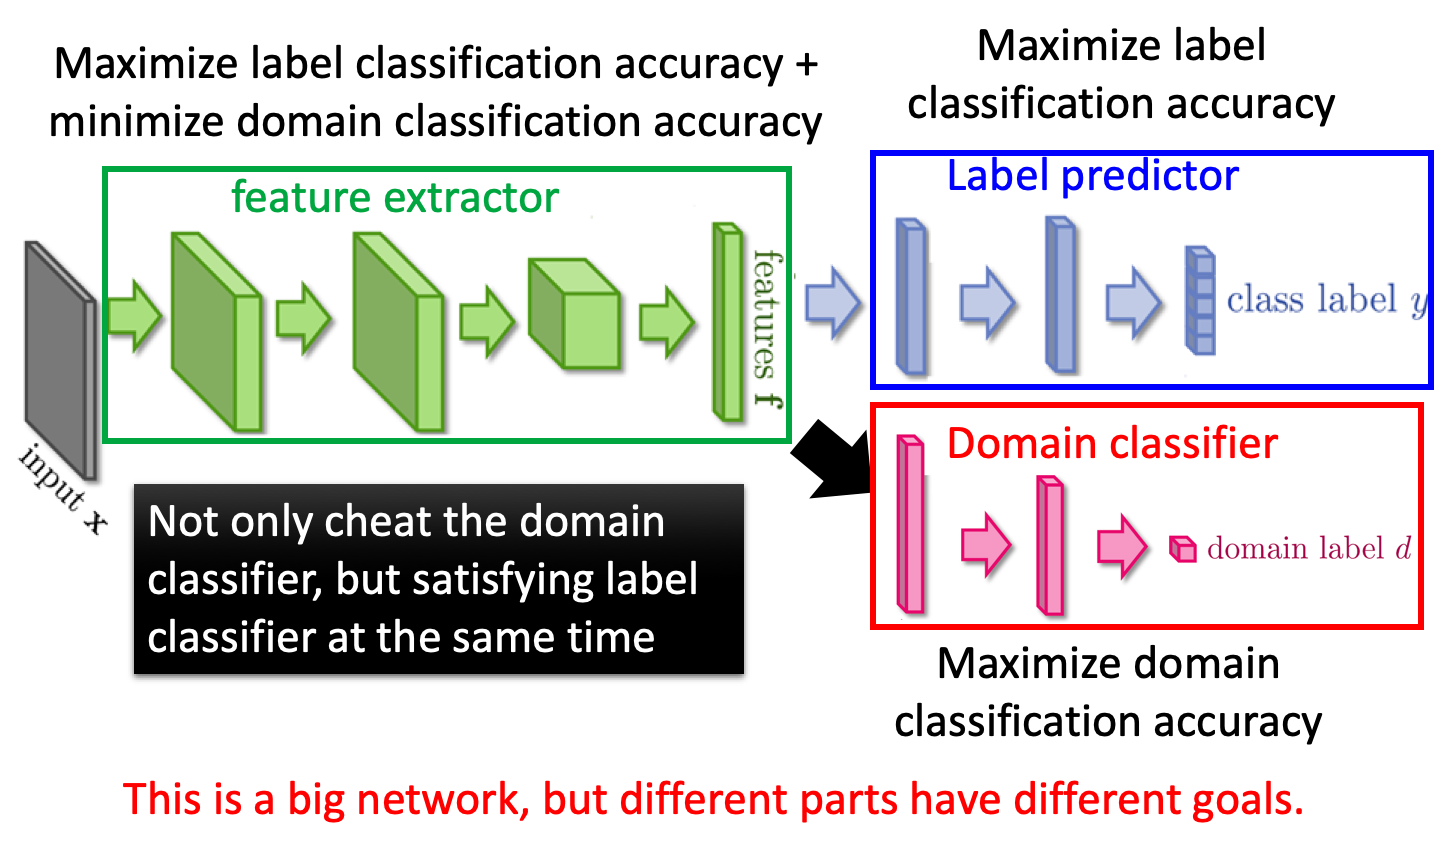 Maximize label classification accuracy +
minimize domain classification accuracy
Maximize label
classification accuracy
feature extractor
input x
features f
Label predictor
class label y
Domain classifier
domain label d
Not only cheat the domain
classifier, but satisfying label
classifier at the same time
Maximize domain
classification accuracy
This is a big network, but different parts have different goals.